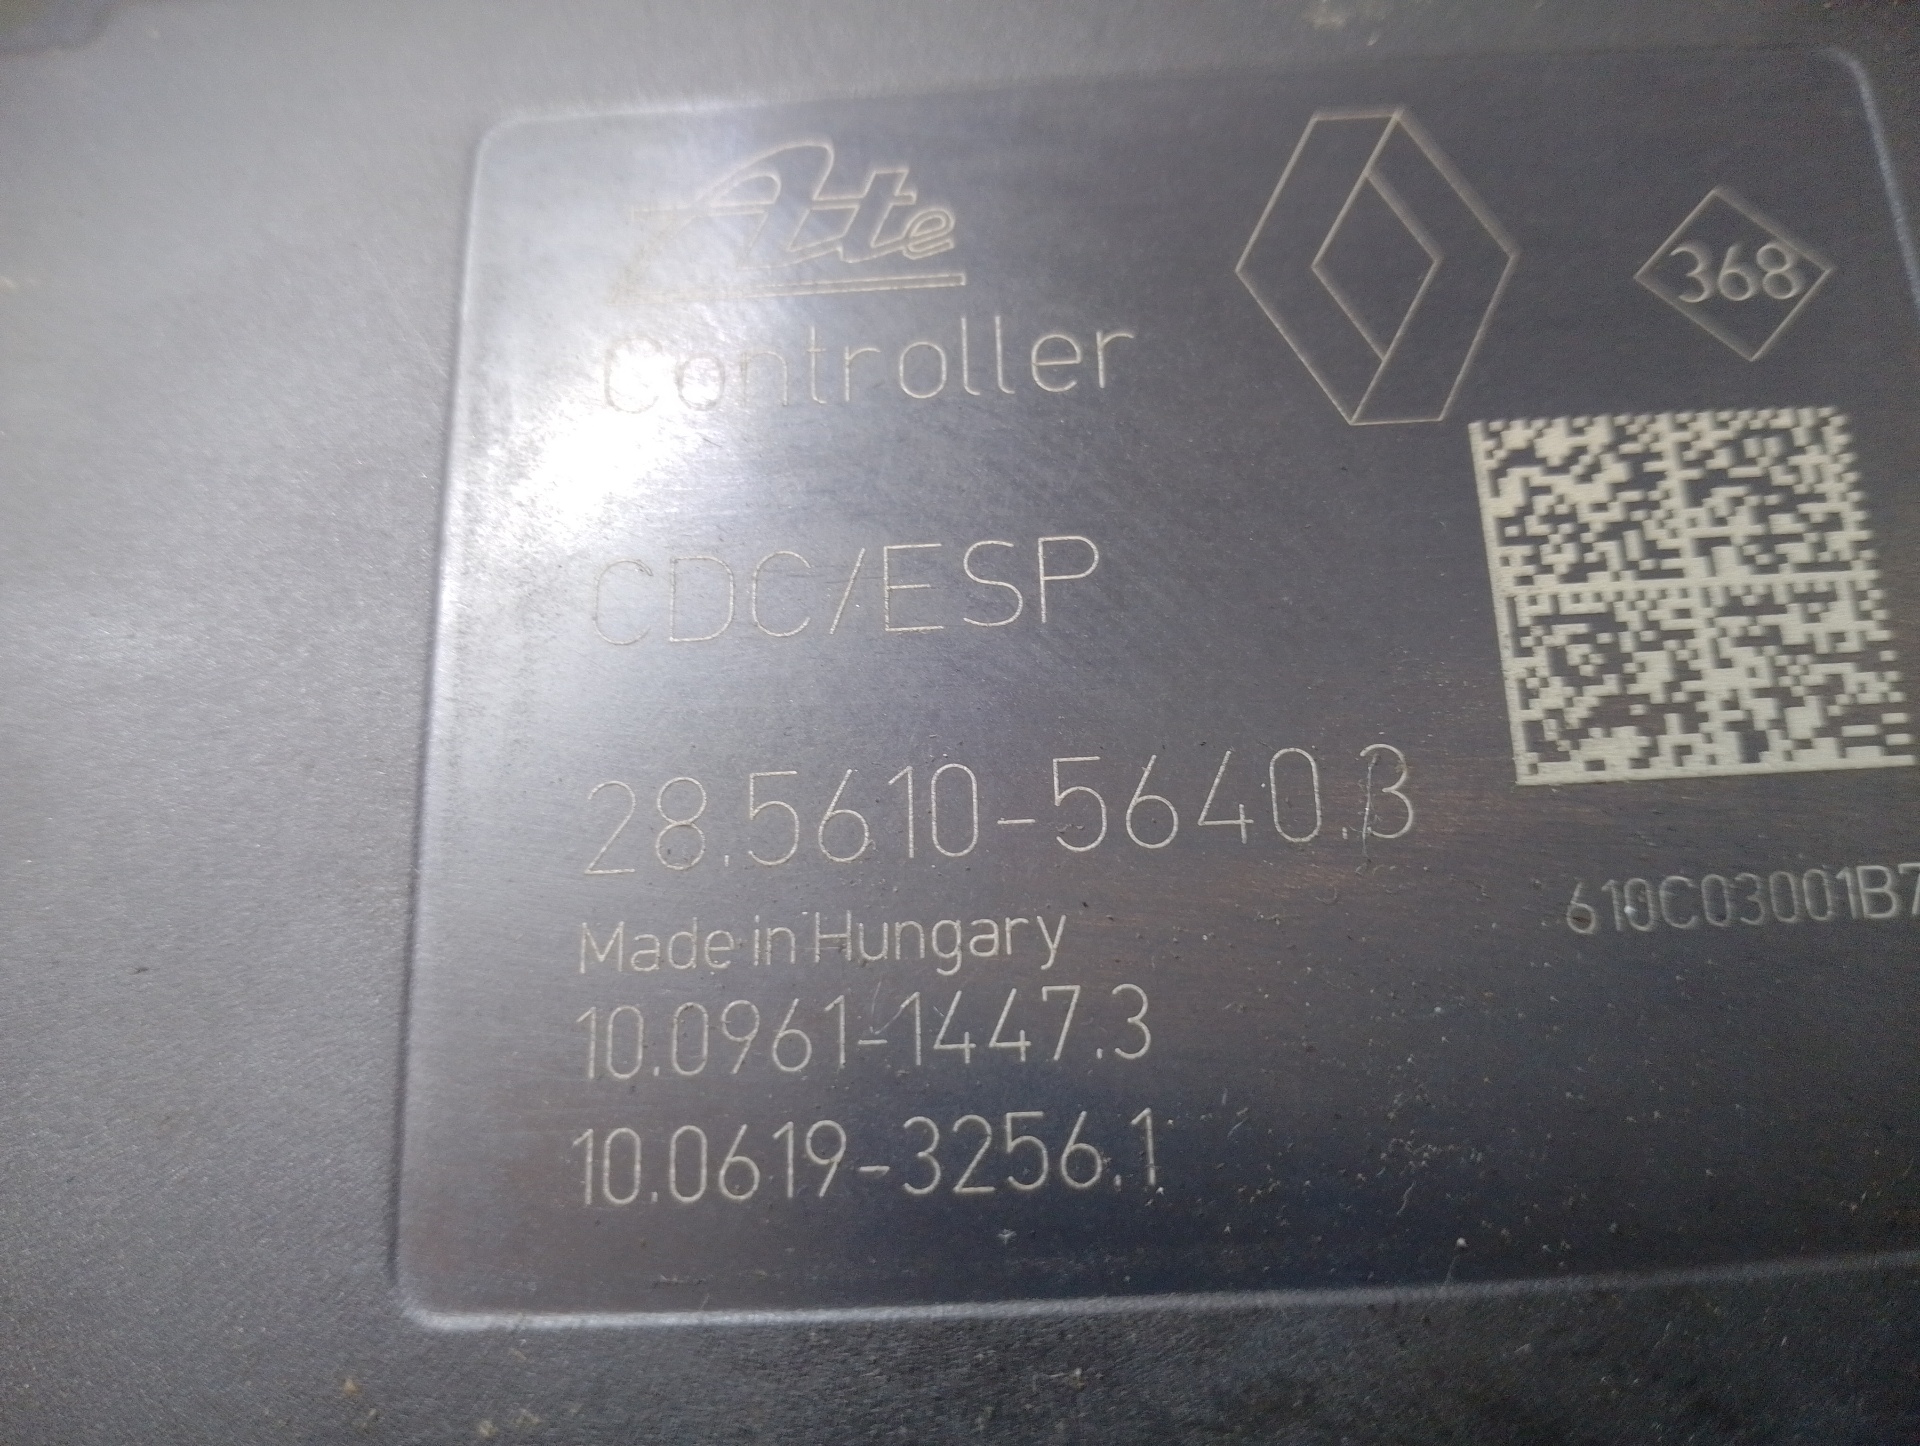 Ate
368
Controller
CDC/ESP
28.5610-5640.3
610C03001B7
Made in Hungary
10.0961-1447.3
10.0619-3256.1